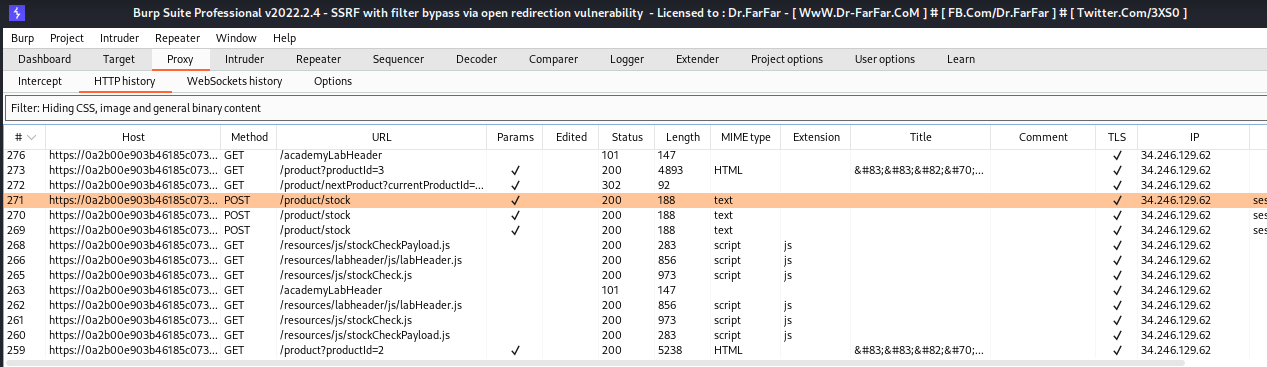 Burp Suite Professional v2022.2.4 - SSRF with filter bypass via open redirection vulnerability - Licensed to : Dr.FarFar - [ WwW.Dr-FarFar.CoM ] # [ FB.Com/Dr.FarFar ] # [ Twitter.Com/3XS0 ]
Burp Project Intruder Repeater Window Help
Dashboard Target Proxy Intruder Repeater Sequencer Decoder Comparer Logger Extender Project options User options Learn
Intercept HTTP history WebSockets history Options
Filter: Hiding CSS, image and general binary content
# Host Method URL Params Edited Status Length MIME type Extension Title Comment TLS IP
276 https://0a2b00e903b46185c073... GET /academyLabHeader 101 147 ✓ 34.246.129.62
273 https://0a2b00e903b46185c073... GET /product?productId=3 ✓ 200 4893 HTML &#83;&#83;&#82;&#70;... ✓ 34.246.129.62
272 https://0a2b00e903b46185c073... GET /product/nextProduct?currentProductId=... ✓ 302 92 ✓ 34.246.129.62
271 https://0a2b00e903b46185c073... POST /product/stock ✓ 200 188 text ✓ 34.246.129.62 ses
270 https://0a2b00e903b46185c073... POST /product/stock ✓ 200 188 text ✓ 34.246.129.62 ses
269 https://0a2b00e903b46185c073... POST /product/stock ✓ 200 188 text ✓ 34.246.129.62 ses
268 https://0a2b00e903b46185c073... GET /resources/js/stockCheckPayload.js 200 283 script js ✓ 34.246.129.62
266 https://0a2b00e903b46185c073... GET /resources/labheader/js/labHeader.js 200 856 script js ✓ 34.246.129.62
265 https://0a2b00e903b46185c073... GET /resources/js/stockCheck.js 200 973 script js ✓ 34.246.129.62
263 https://0a2b00e903b46185c073... GET /academyLabHeader 101 147 ✓ 34.246.129.62
262 https://0a2b00e903b46185c073... GET /resources/labheader/js/labHeader.js 200 856 script js ✓ 34.246.129.62
261 https://0a2b00e903b46185c073... GET /resources/js/stockCheck.js 200 973 script js ✓ 34.246.129.62
260 https://0a2b00e903b46185c073... GET /resources/js/stockCheckPayload.js 200 283 script js ✓ 34.246.129.62
259 https://0a2b00e903b46185c073... GET /product?productId=2 ✓ 200 5238 HTML &#83;&#83;&#82;&#70;... ✓ 34.246.129.62